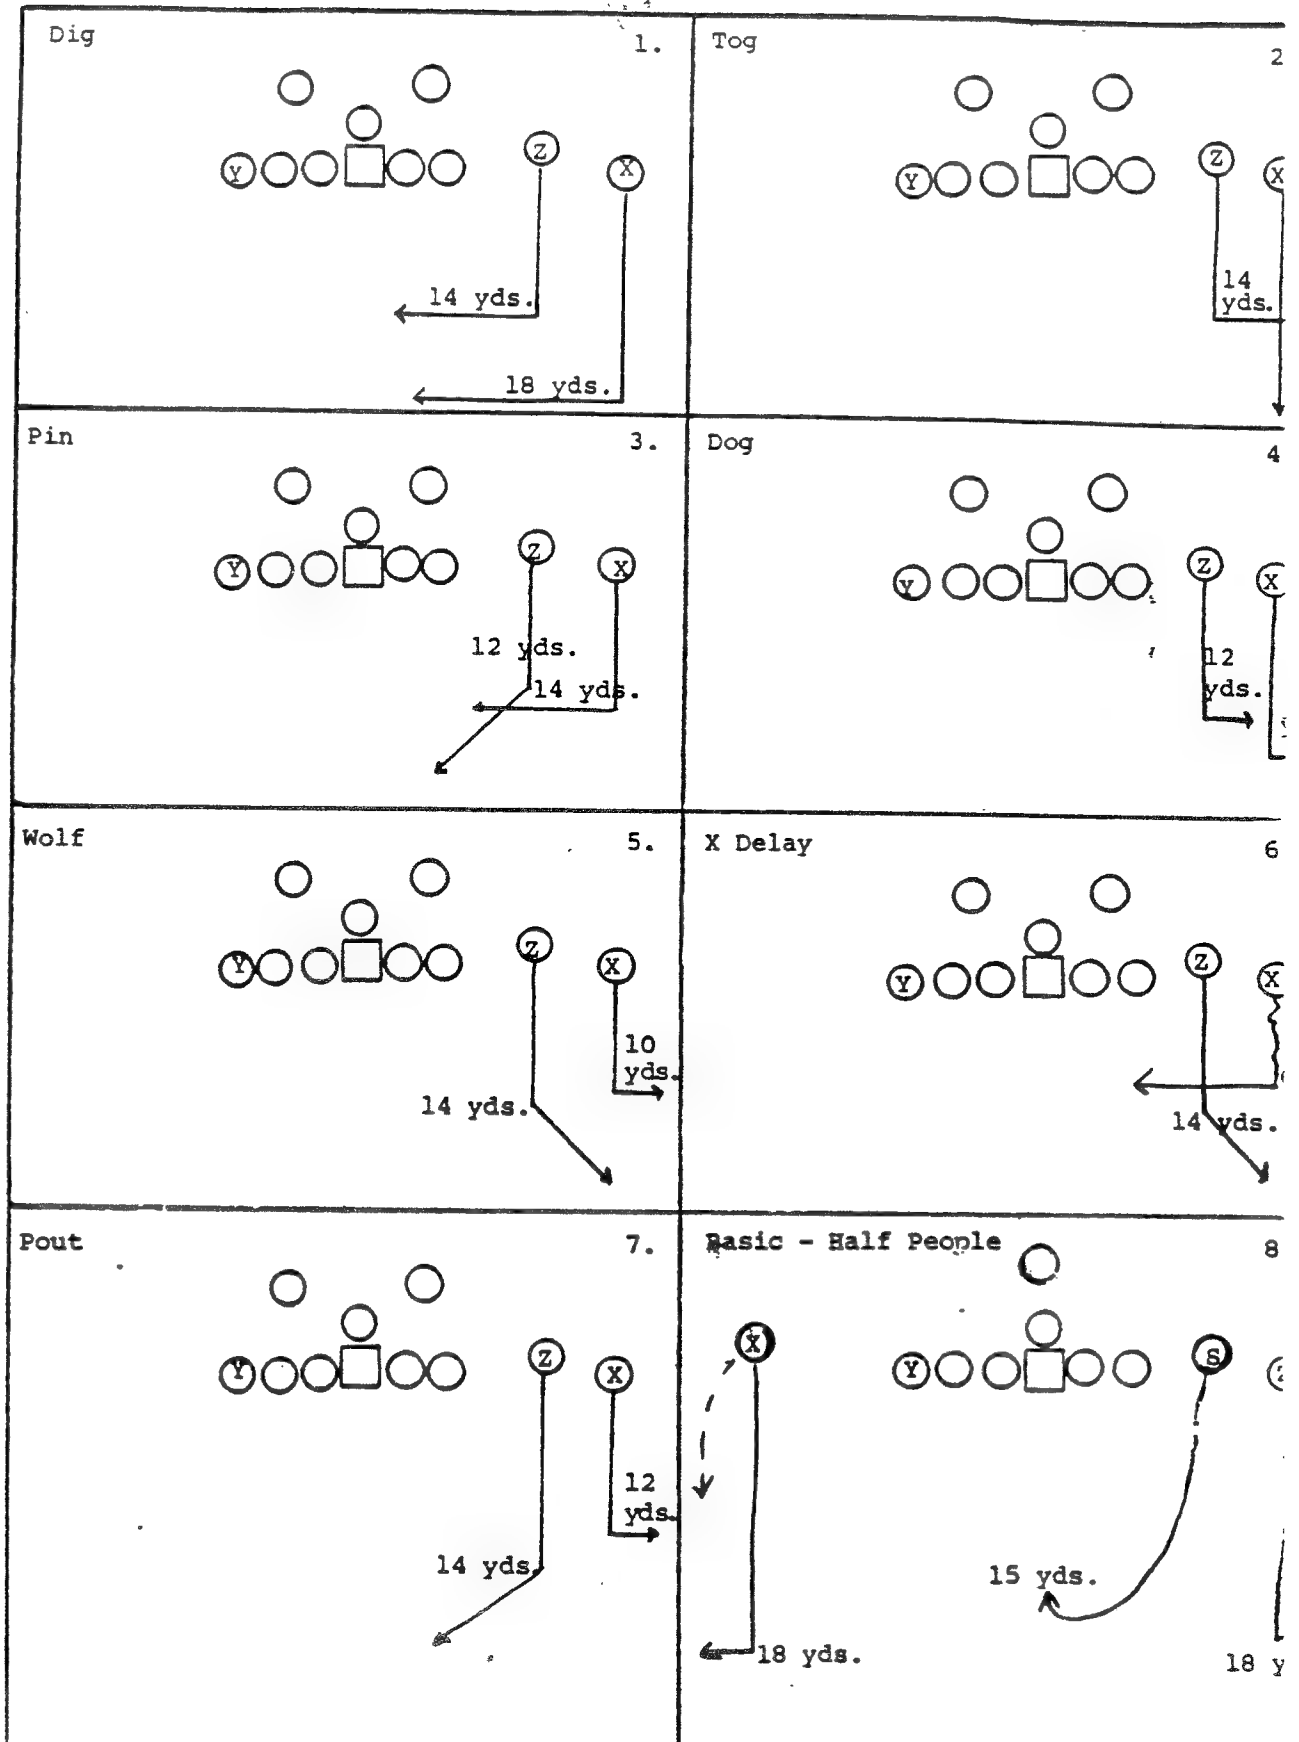 Dig
1.
Y
Z
X
14 yds.
18 yds.
Tog
2
Y
Z
X
14
yds.
Pin
3.
Y
Z
X
12 yds.
14 yds.
Dog
4
Y
Z
X
12
yds.
Wolf
5.
Y
Z
X
10
yds.
14 yds.
X Delay
6
Y
Z
X
14 yds.
Pout
7.
Y
Z
X
12
yds.
14 yds.
Basic - Half People
8
X
Y
S
Z
15 yds.
18 yds.
18 y